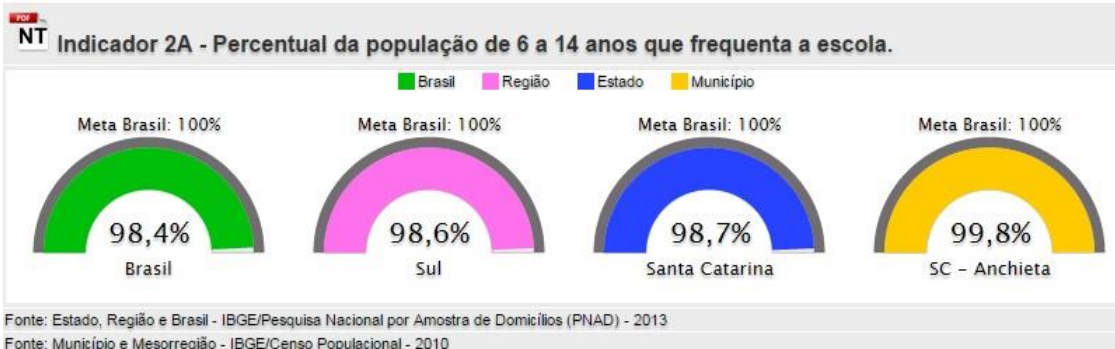 PDF
NT
Indicador 2A - Percentual da população de 6 a 14 anos que frequenta a escola.
Brasil Região Estado Município
Meta Brasil: 100% Meta Brasil: 100% Meta Brasil: 100% Meta Brasil: 100%
98,4% 98,6% 98,7% 99,8%
Brasil Sul Santa Catarina SC - Anchieta
Fonte: Estado, Região e Brasil - IBGE/Pesquisa Nacional por Amostra de Domicílios (PNAD) - 2013
Fonte: Município e Mesorregião - IBGE/Censo Populacional - 2010